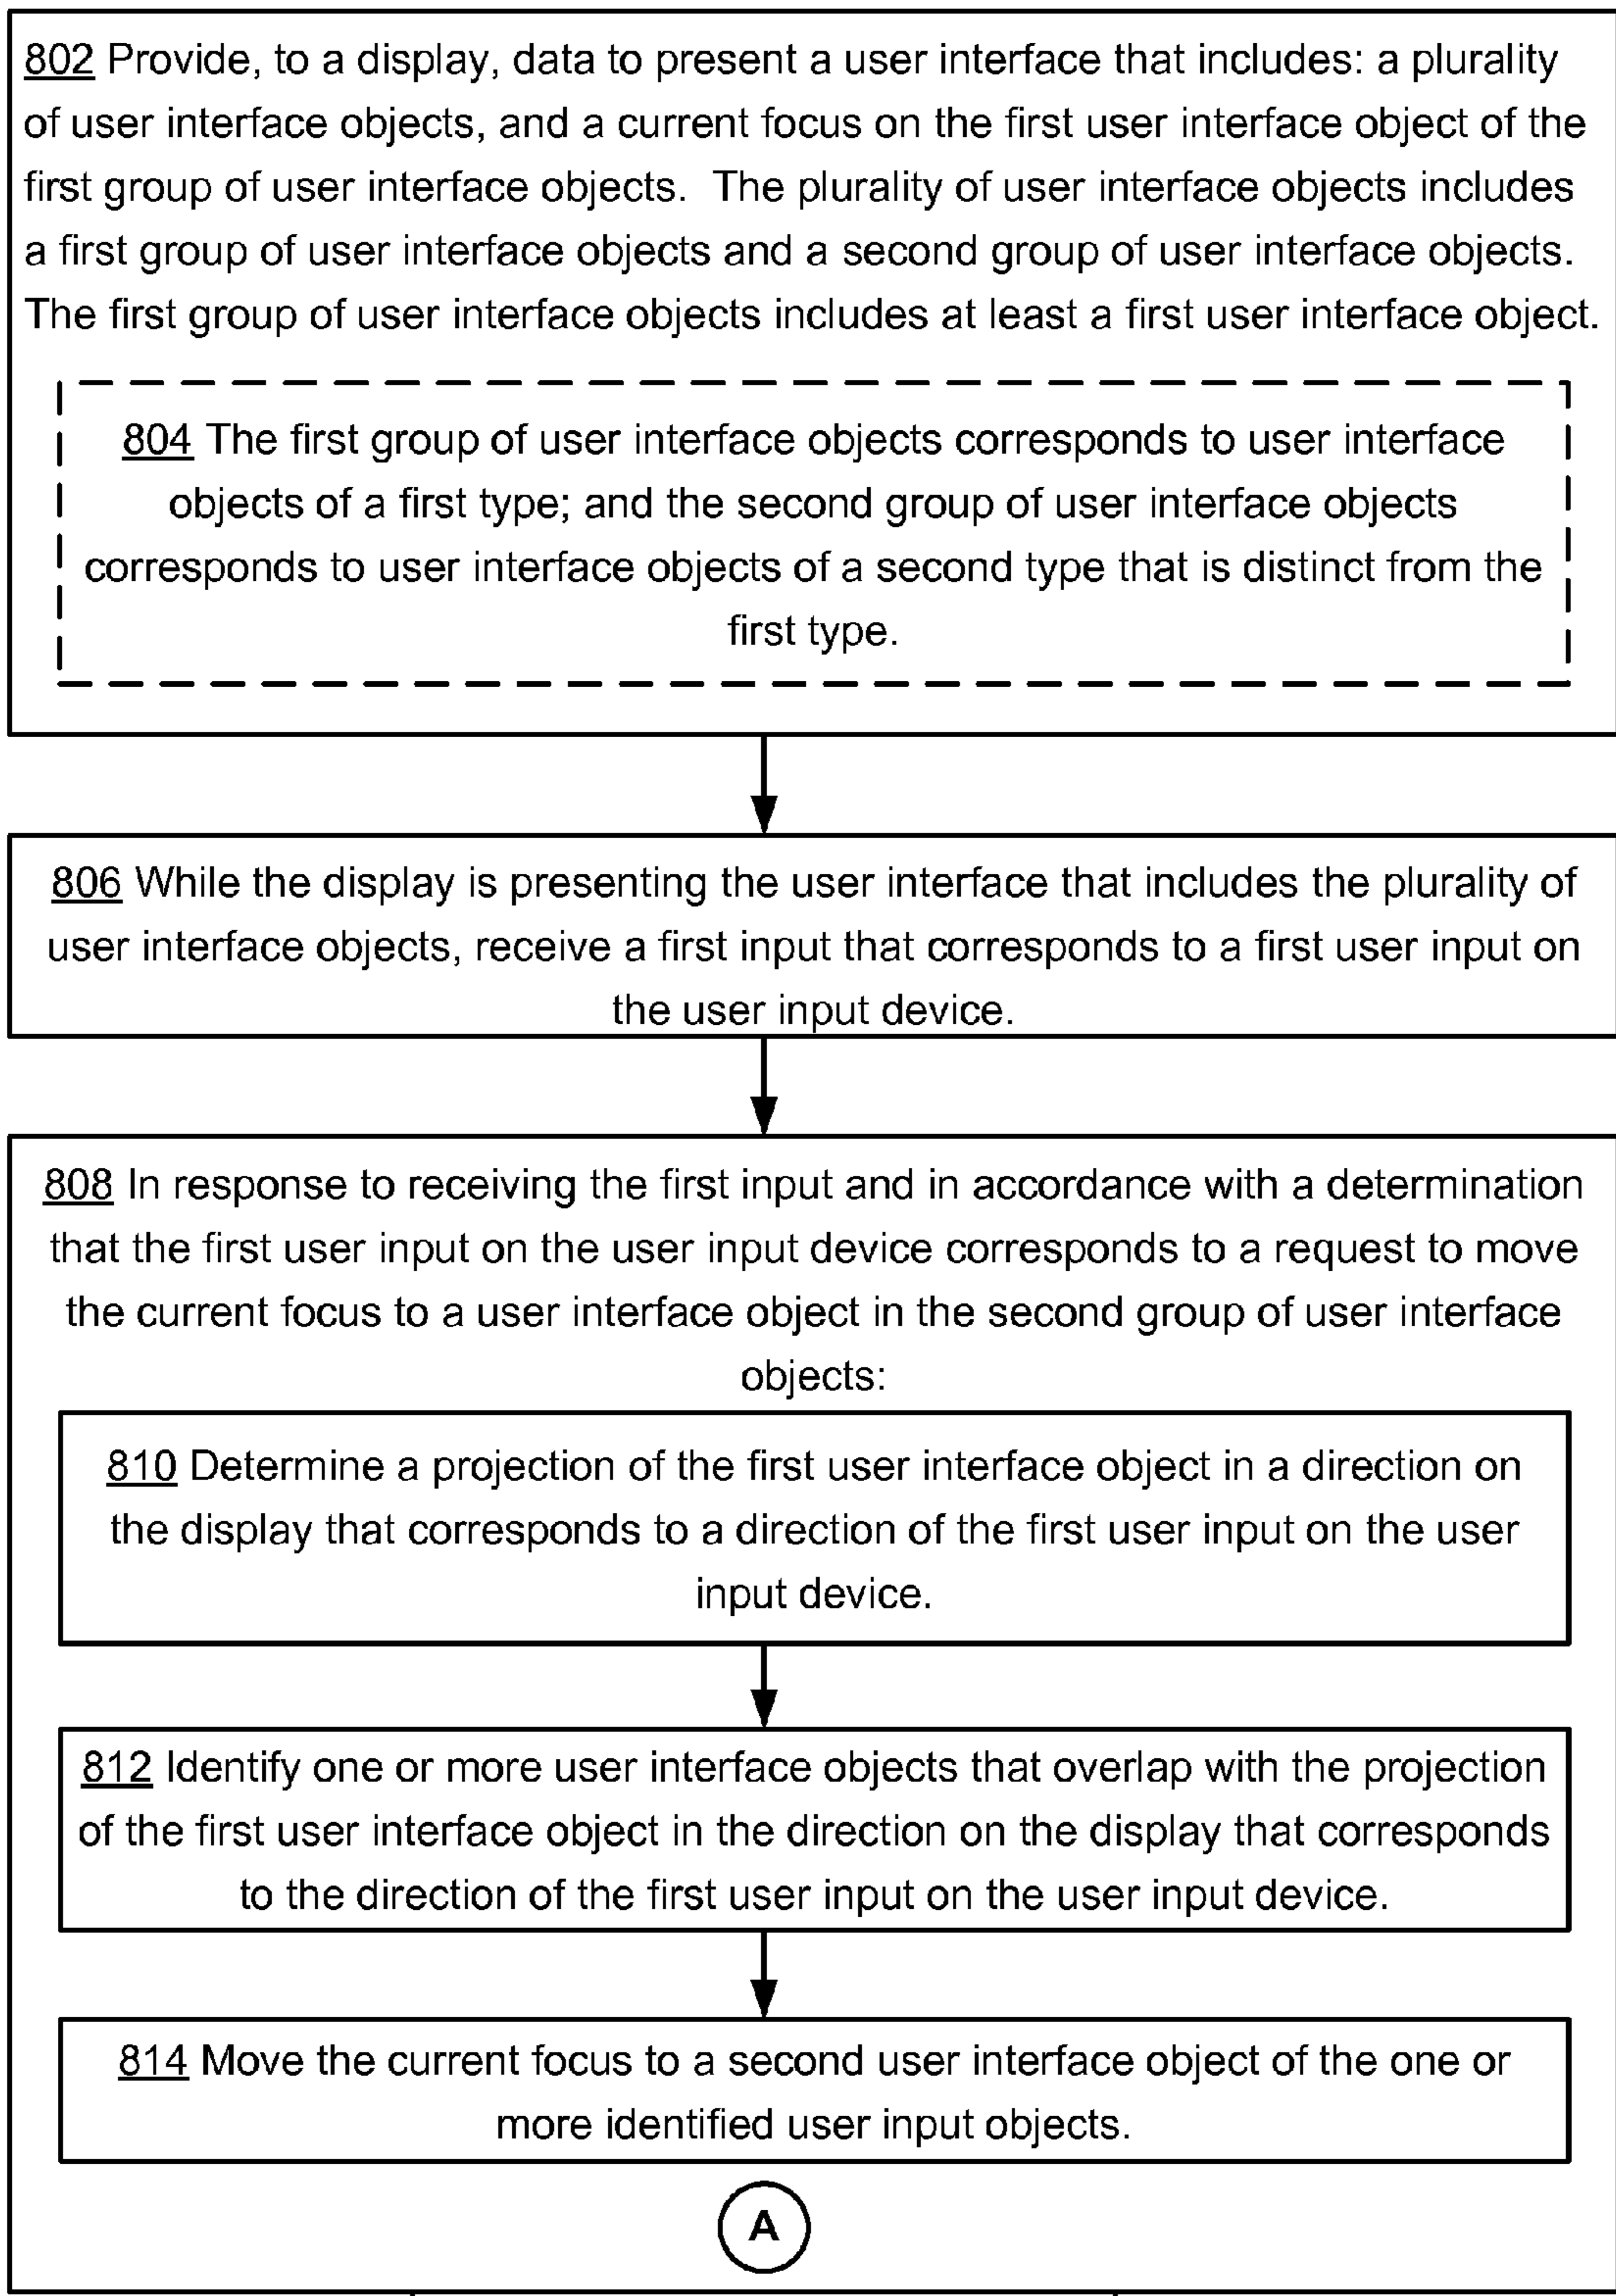 802 Provide, to a display, data to present a user interface that includes: a plurality
of user interface objects, and a current focus on the first user interface object of the
first group of user interface objects.  The plurality of user interface objects includes
a first group of user interface objects and a second group of user interface objects.
The first group of user interface objects includes at least a first user interface object.
804 The first group of user interface objects corresponds to user interface
objects of a first type; and the second group of user interface objects
corresponds to user interface objects of a second type that is distinct from the
first type.
806 While the display is presenting the user interface that includes the plurality of
user interface objects, receive a first input that corresponds to a first user input on
the user input device.
808 In response to receiving the first input and in accordance with a determination
that the first user input on the user input device corresponds to a request to move
the current focus to a user interface object in the second group of user interface
objects:
810 Determine a projection of the first user interface object in a direction on
the display that corresponds to a direction of the first user input on the user
input device.
812 Identify one or more user interface objects that overlap with the projection
of the first user interface object in the direction on the display that corresponds
to the direction of the first user input on the user input device.
814 Move the current focus to a second user interface object of the one or
more identified user input objects.
A